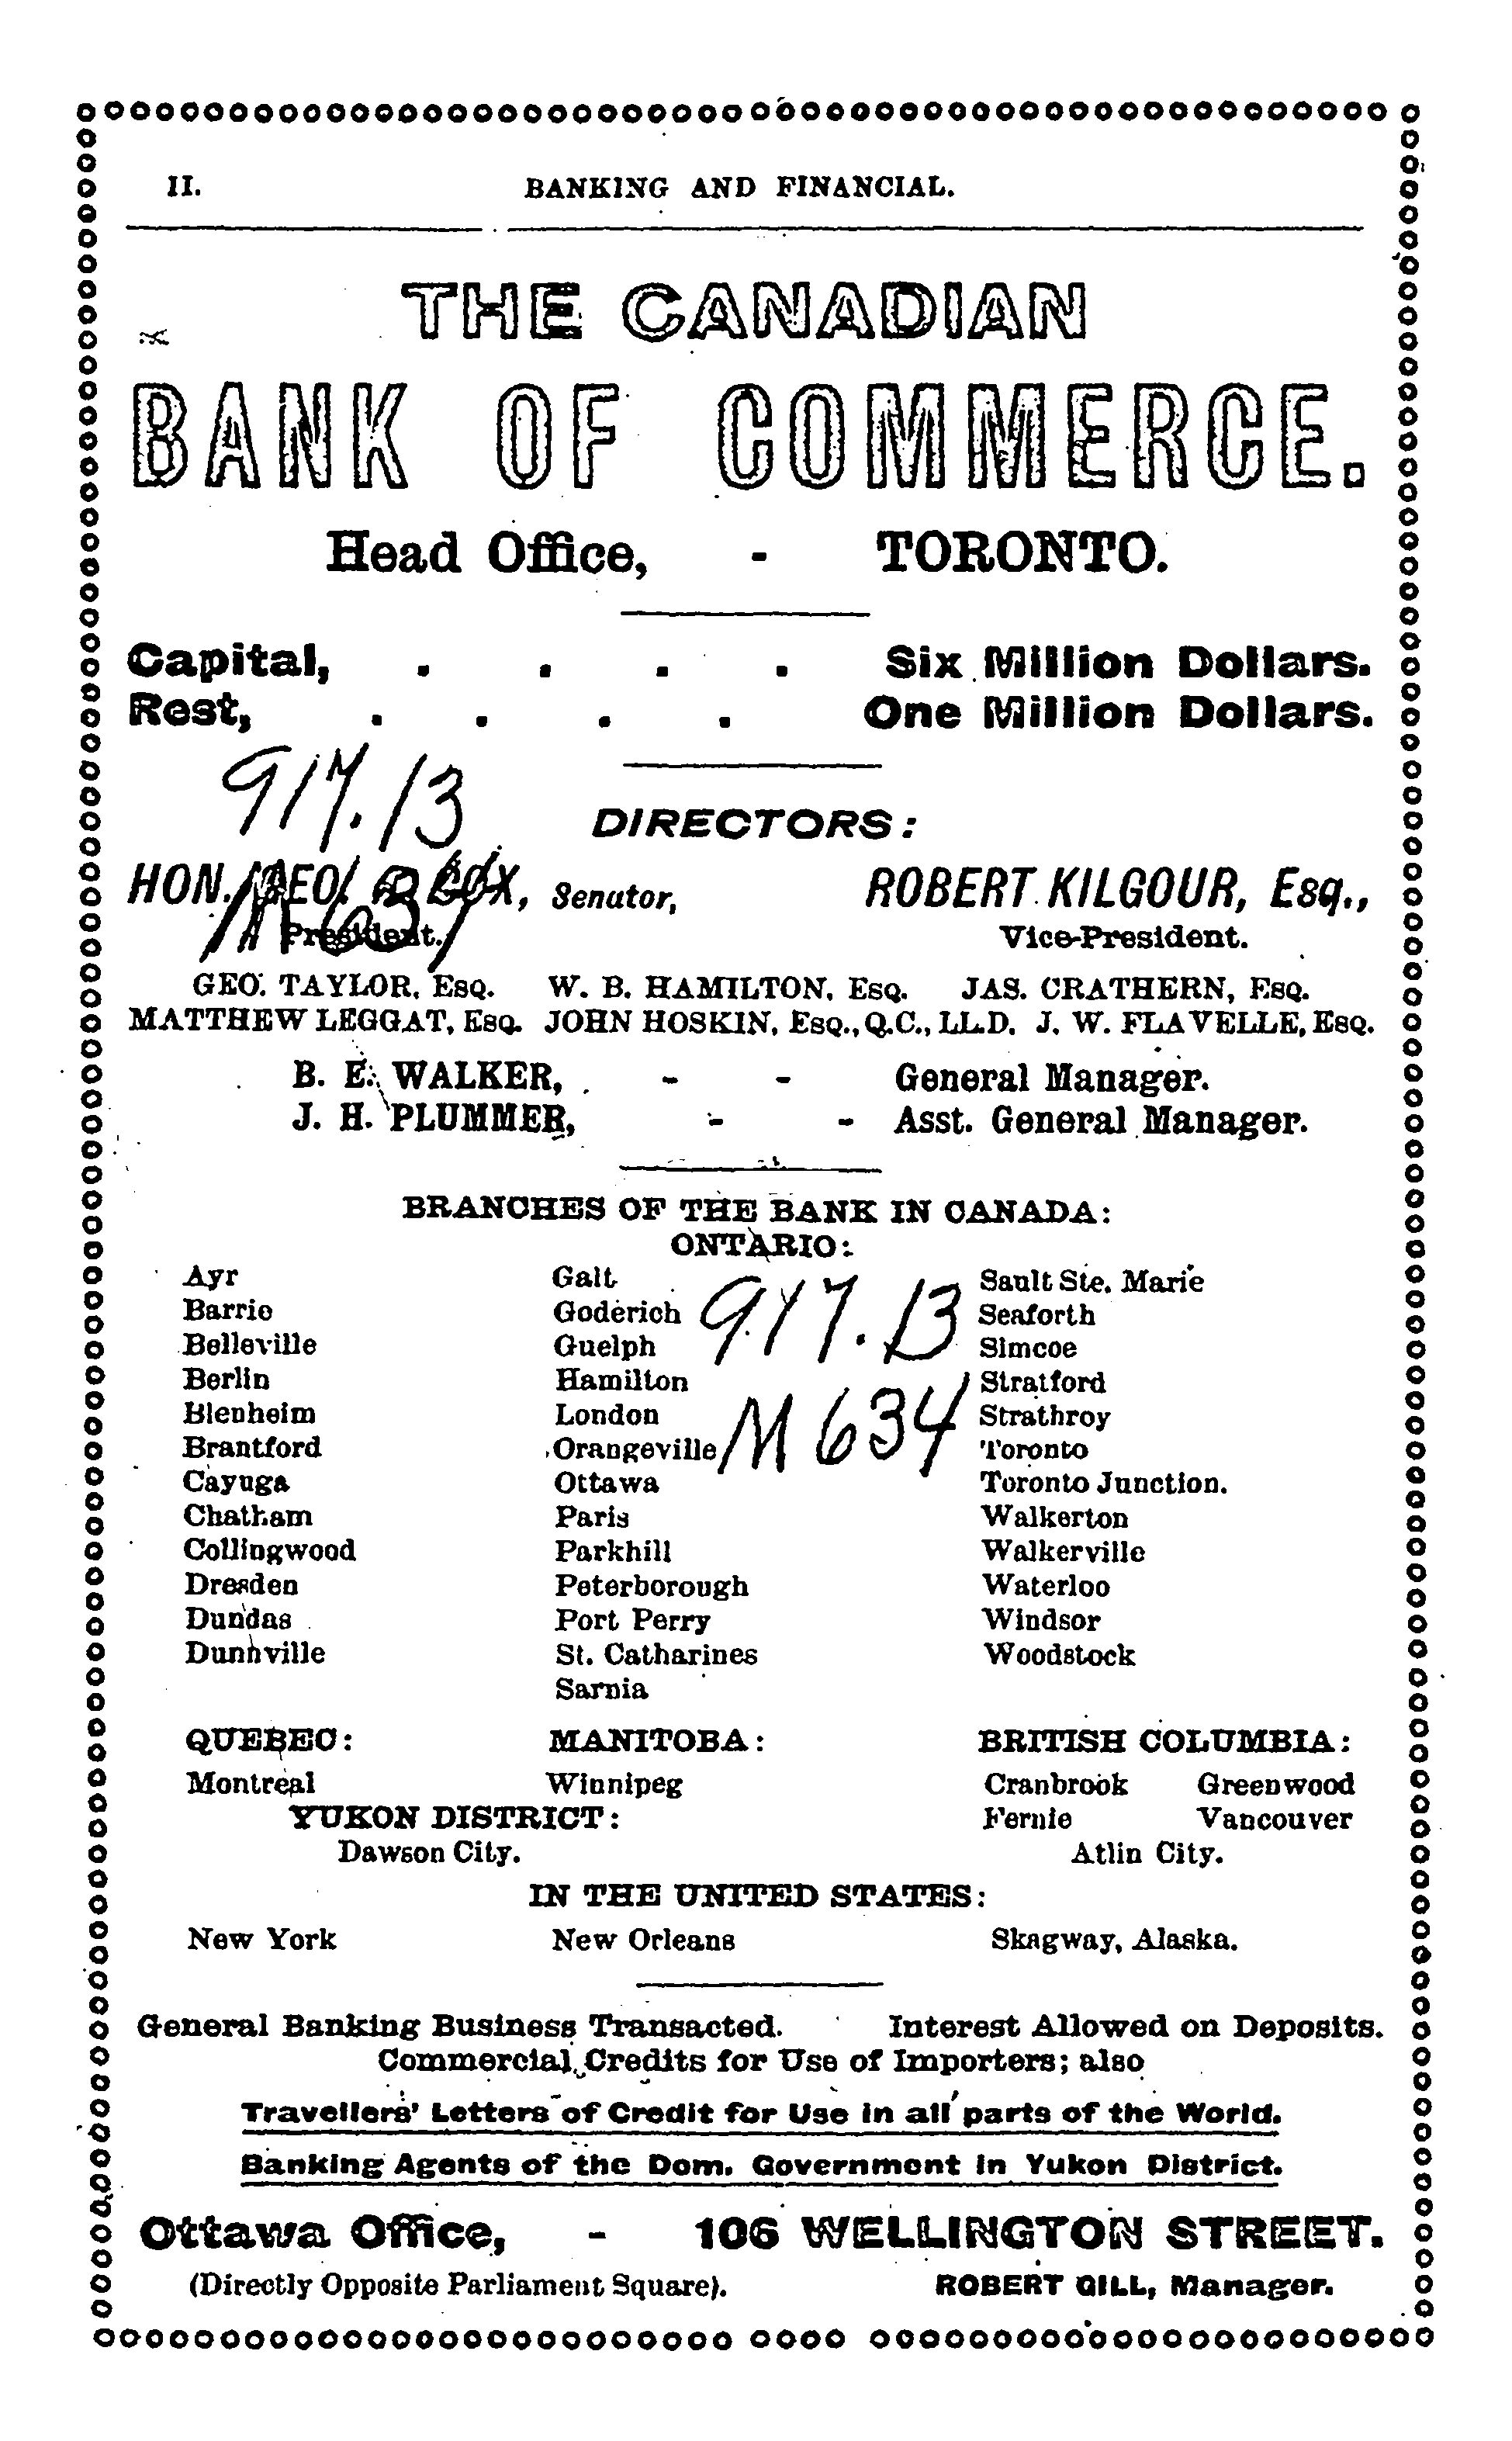 II. BANKING AND FINANCIAL.
THE CANADIAN
BANK OF COMMERCE.
Head Office, - TORONTO.
Capital, . . . . Six Million Dollars.
Rest, . . . . One Million Dollars.
917.13
DIRECTORS:
HON. GEO. A. COX, Senator, ROBERT KILGOUR, Esq.,
M634
President. Vice-President.
GEO. TAYLOR, Esq. W. B. HAMILTON, Esq. JAS. CRATHERN, Esq.
MATTHEW LEGGAT, Esq. JOHN HOSKIN, Esq., Q.C., LL.D. J. W. FLAVELLE, Esq.
B. E. WALKER, - - General Manager.
J. H. PLUMMER, - - Asst. General Manager.
BRANCHES OF THE BANK IN CANADA:
ONTARIO:
Ayr Galt Sault Ste. Marie
Barrie Goderich 917.13 Seaforth
Belleville Guelph Simcoe
Berlin Hamilton Stratford
Blenheim London M634 Strathroy
Brantford Orangeville Toronto
Cayuga Ottawa Toronto Junction.
Chatham Paris Walkerton
Collingwood Parkhill Walkerville
Dresden Peterborough Waterloo
Dundas Port Perry Windsor
Dunnville St. Catharines Woodstock
Sarnia
QUEBEC: MANITOBA: BRITISH COLUMBIA:
Montreal Winnipeg Cranbrook Greenwood
YUKON DISTRICT: Fernie Vancouver
Dawson City. Atlin City.
IN THE UNITED STATES:
New York New Orleans Skagway, Alaska.
General Banking Business Transacted. Interest Allowed on Deposits.
Commercial Credits for Use of Importers; also
Travellers' Letters of Credit for Use in all parts of the World.
Banking Agents of the Dom. Government in Yukon District.
Ottawa Office, - 106 WELLINGTON STREET.
(Directly Opposite Parliament Square). ROBERT GILL, Manager.